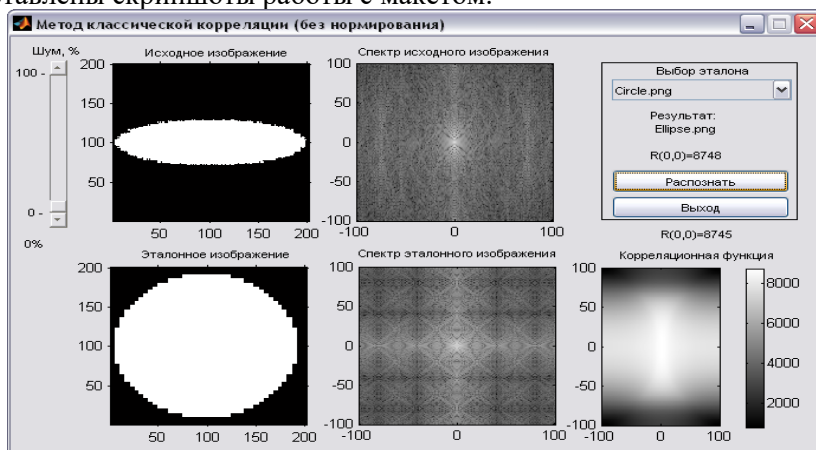 тавлены скриншоты работы с макетом.
Метод классической корреляции (без нормирования)
Шум, %
100 -
0 -
0%
Исходное изображение
200
150
100
50
50 100 150 200
Спектр исходного изображения
100
50
0
-50
-100
-100 0 100
Выбор эталона
Circle.png
Результат:
Ellipse.png
R(0,0)=8748
Распознать
Выход
R(0,0)=8745
Эталонное изображение
200
150
100
50
50 100 150 200
Спектр эталонного изображения
100
50
0
-50
-100
-100 0 100
Корреляционная функция
100
50
0
-50
-100
-100 0 100
8000
6000
4000
2000